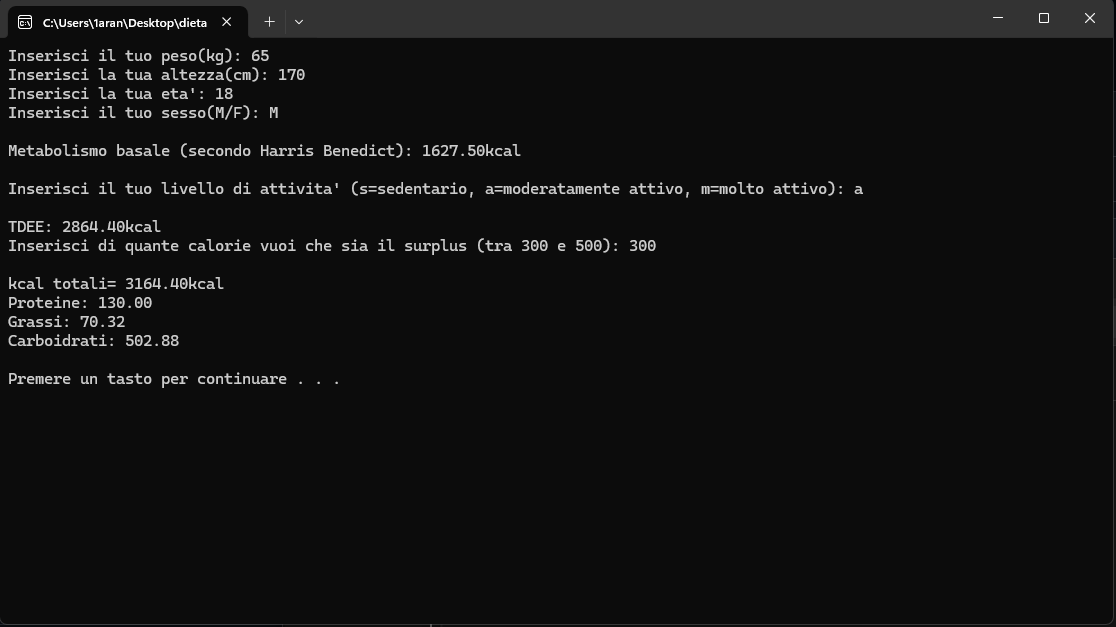 C:\Users\1aran\Desktop\dieta
Inserisci il tuo peso(kg): 65
Inserisci la tua altezza(cm): 170
Inserisci la tua eta': 18
Inserisci il tuo sesso(M/F): M
Metabolismo basale (secondo Harris Benedict): 1627.50kcal
Inserisci il tuo livello di attivita' (s=sedentario, a=moderatamente attivo, m=molto attivo): a
TDEE: 2864.40kcal
Inserisci di quante calorie vuoi che sia il surplus (tra 300 e 500): 300
kcal totali= 3164.40kcal
Proteine: 130.00
Grassi: 70.32
Carboidrati: 502.88
Premere un tasto per continuare . . .